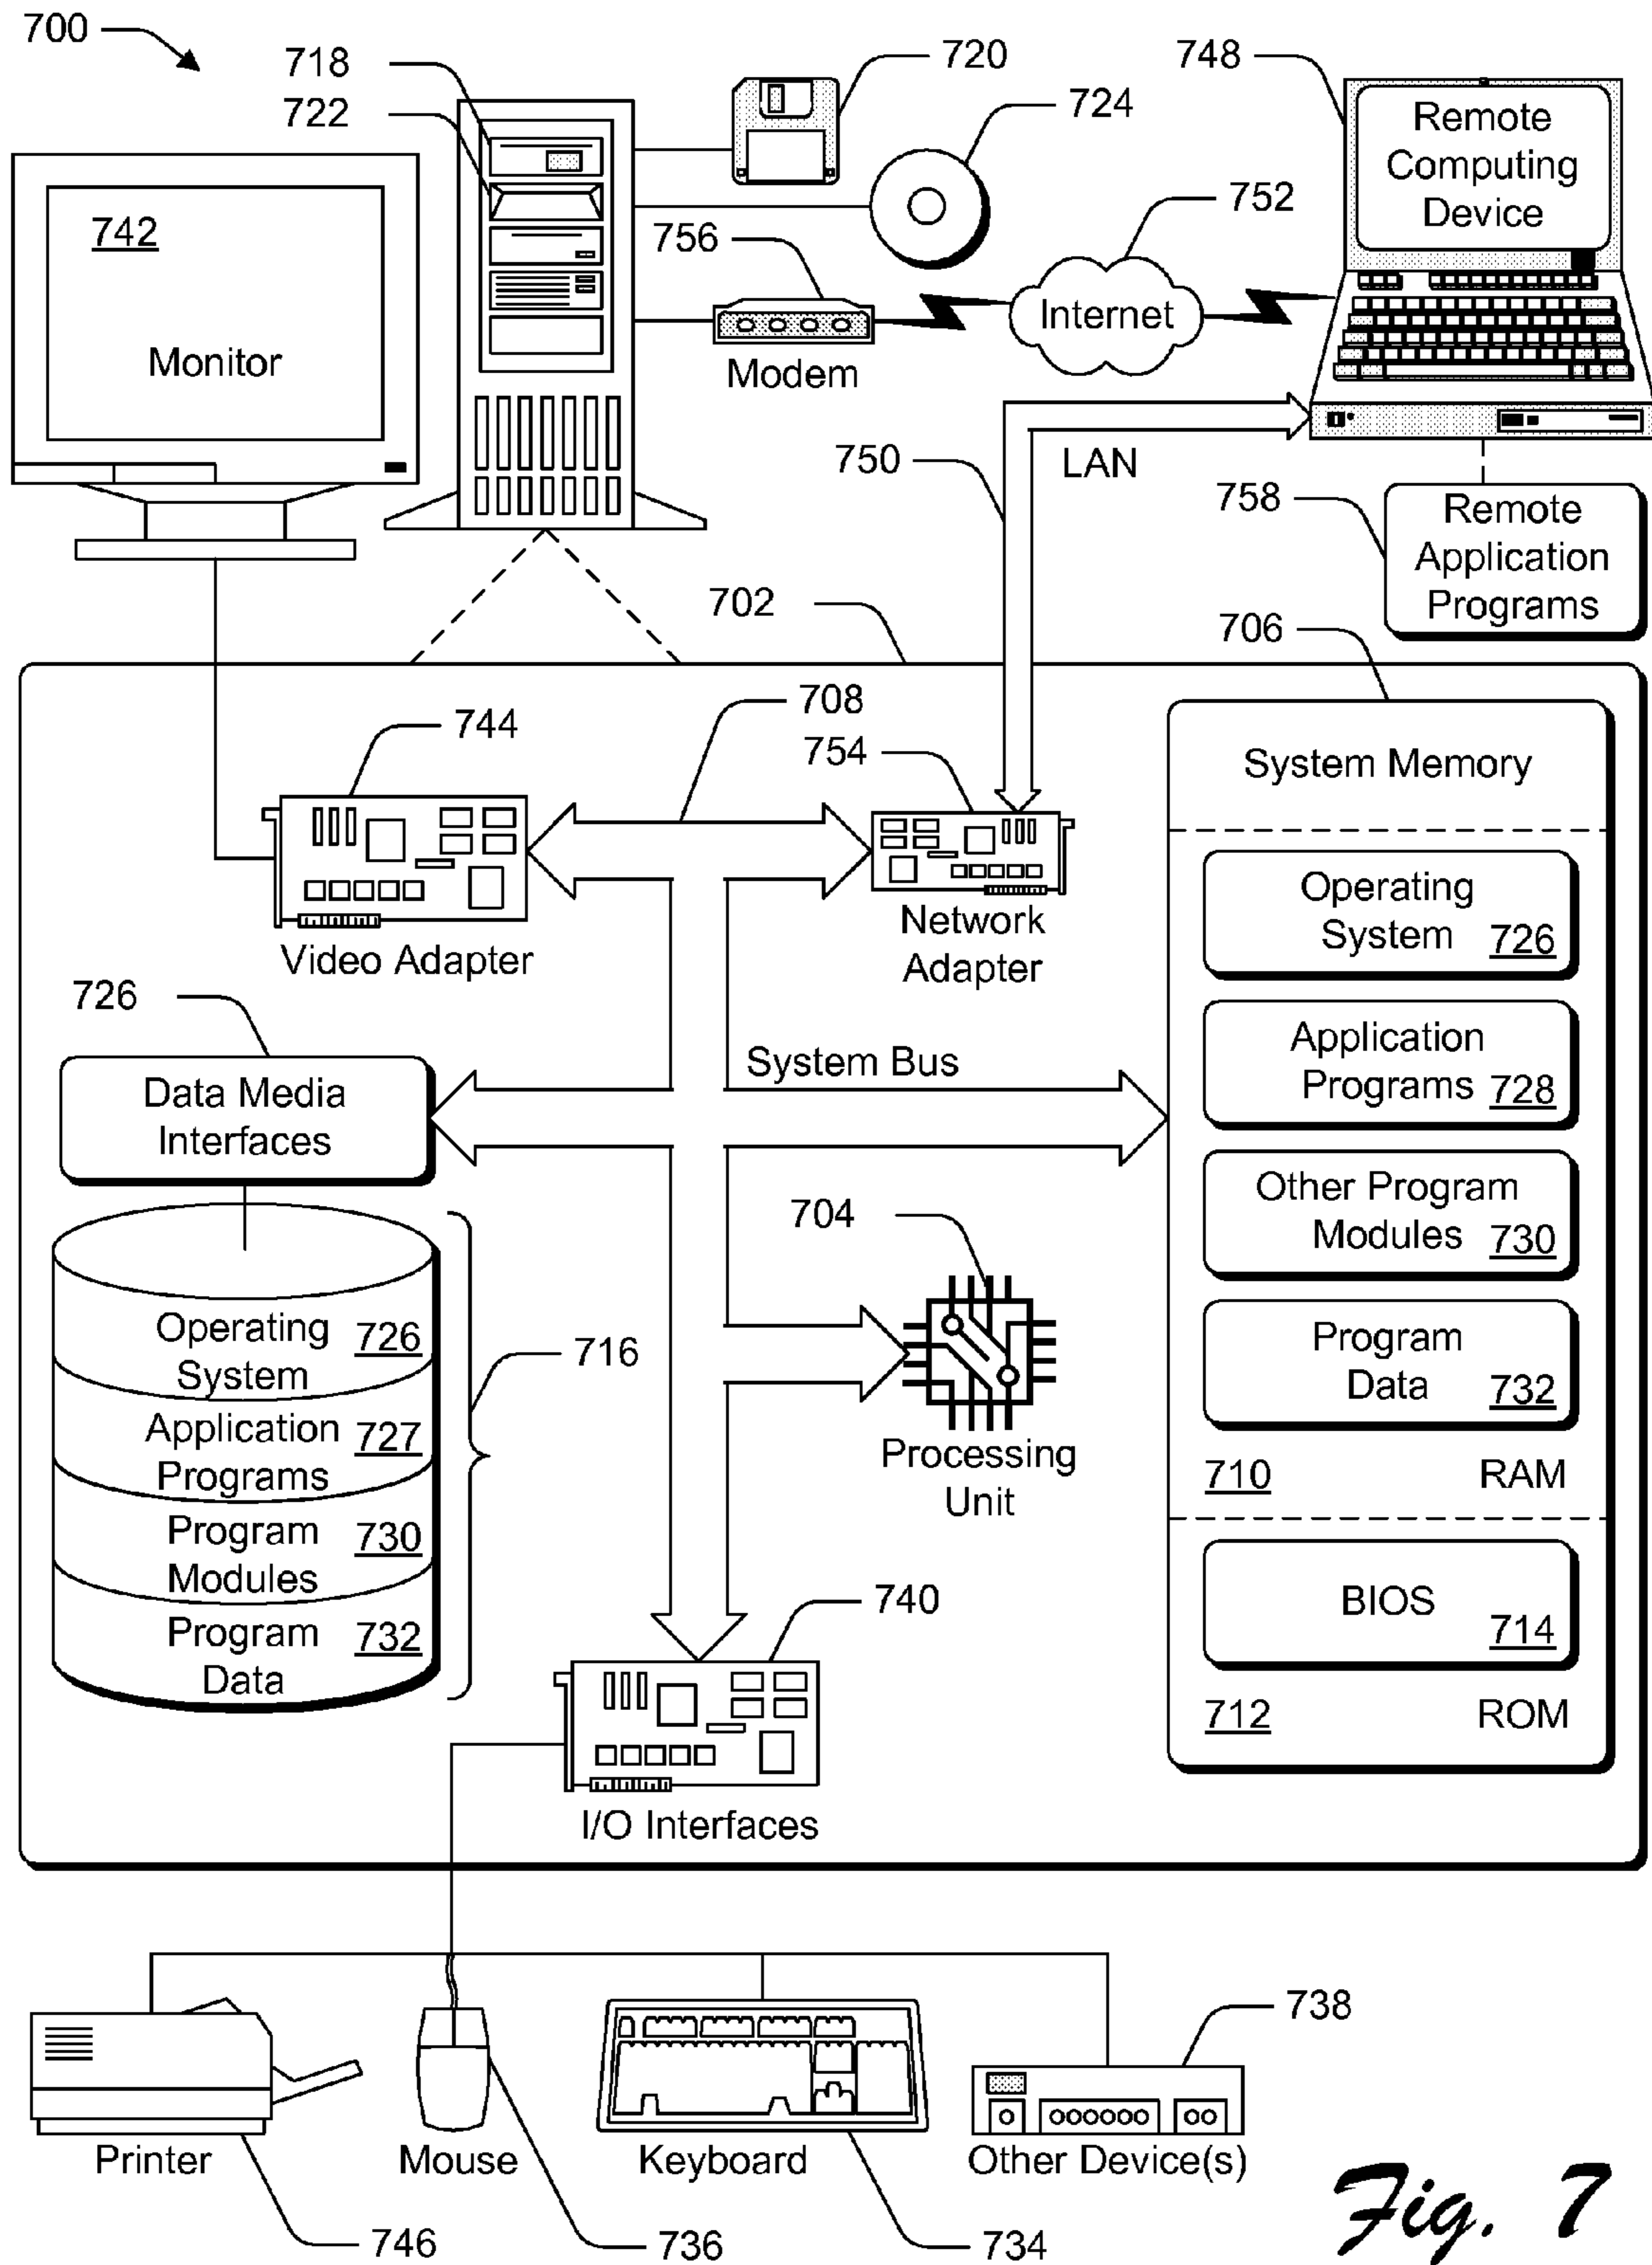 700
718
722
720
724
748
Remote
Computing
Device
742
Monitor
756
752
Internet
Modem
750
LAN
758
Remote
Application
Programs
702
706
708
744
754
System Memory
Operating
System 726
Video Adapter
Network
Adapter
726
Application
Programs 728
System Bus
Data Media
Interfaces
Other Program
Modules 730
704
Operating 726
System
716
Program
Data 732
Application 727
Programs
Processing
Unit
710 RAM
Program 730
Modules
740
BIOS
714
Program 732
Data
712 ROM
I/O Interfaces
738
Printer
Mouse
Keyboard
Other Device(s)
746
736
734
Fig. 7